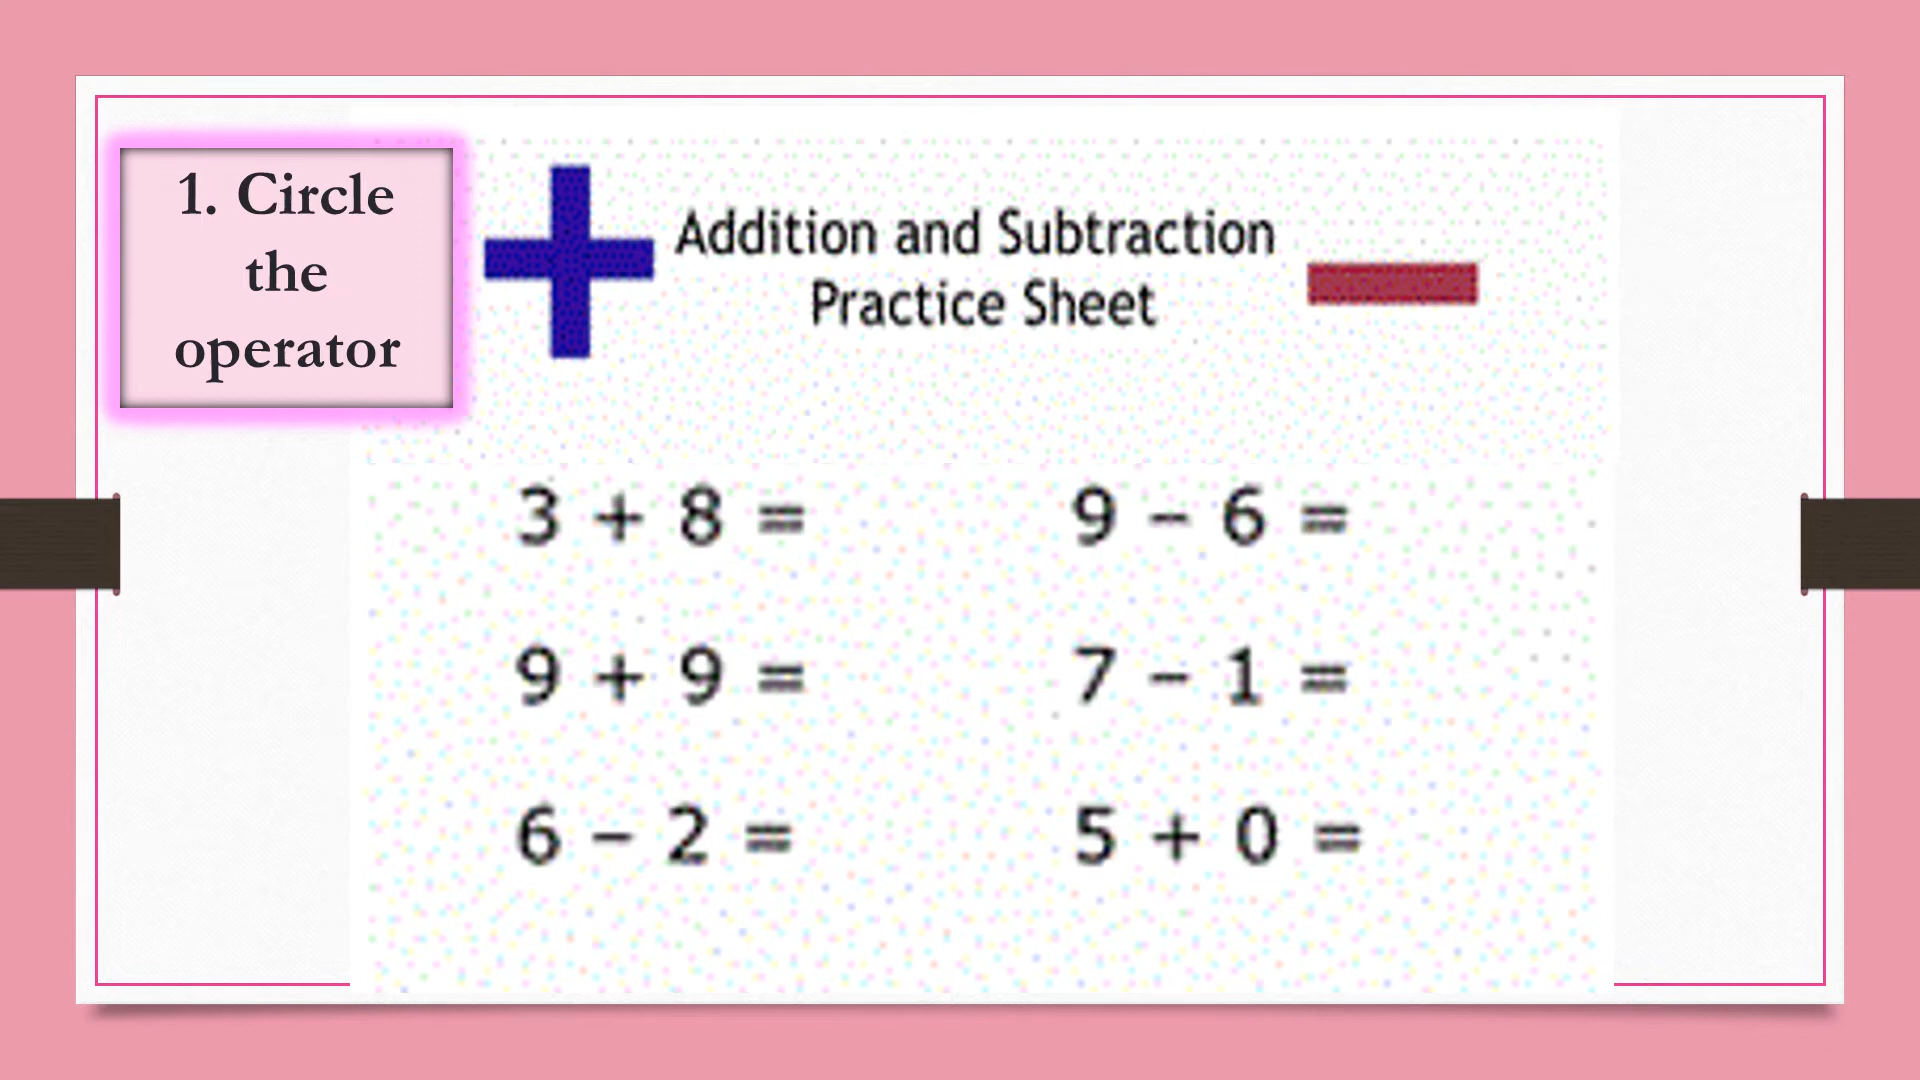 1. Circle
the
operator
Addition and Subtraction
Practice Sheet
3 + 8 =
9 – 6 =
9 + 9 =
7 – 1 =
6 – 2 =
5 + 0 =